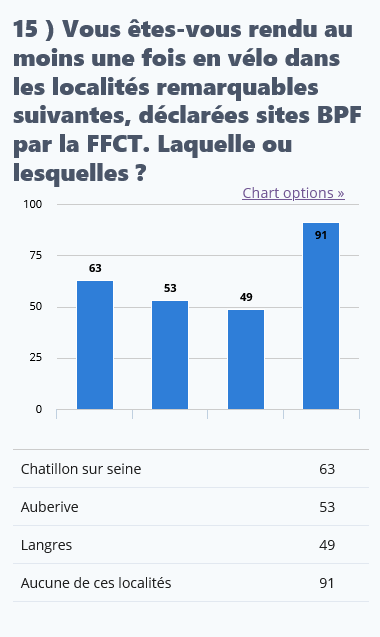 15 ) Vous êtes-vous rendu au
moins une fois en vélo dans
les localités remarquables
suivantes, déclarées sites BPF
par la FFCT. Laquelle ou
lesquelles ?
Chart options »
100
75
50
25
0
63
53
49
91
Chatillon sur seine 63
Auberive 53
Langres 49
Aucune de ces localités 91